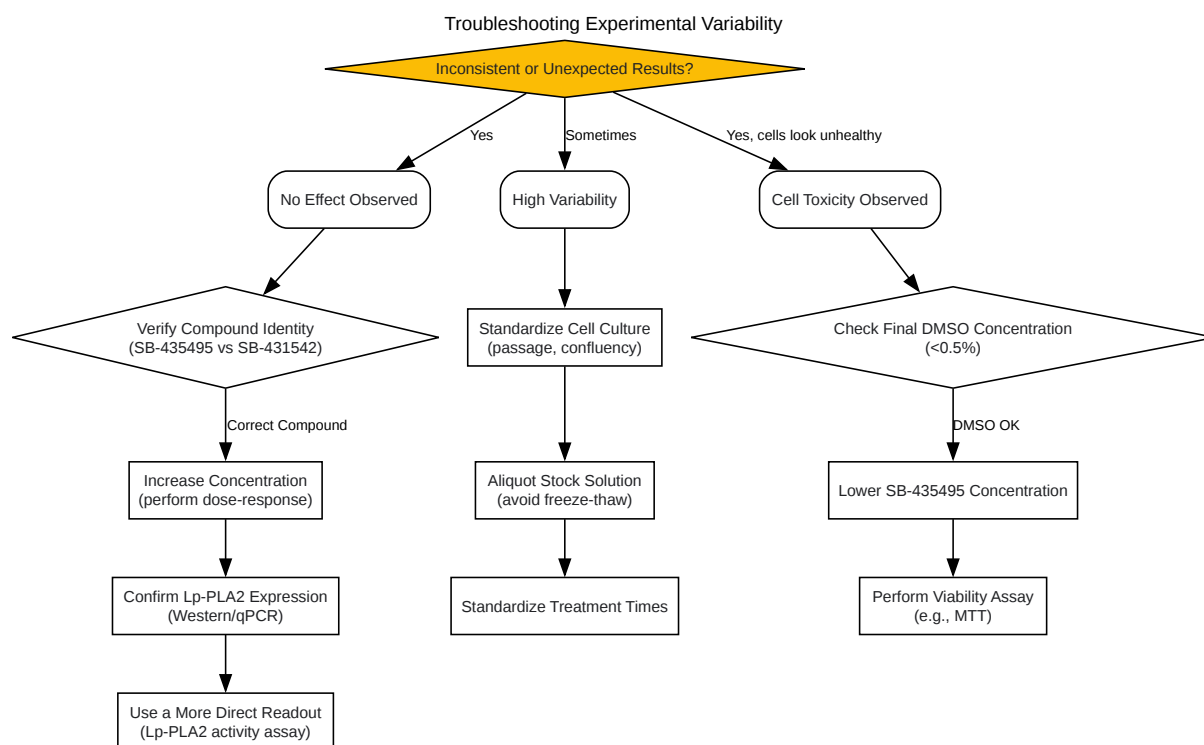 Troubleshooting Experimental Variability
Inconsistent or Unexpected Results?
Yes
Sometimes
Yes, cells look unhealthy
No Effect Observed
High Variability
Cell Toxicity Observed
Verify Compound Identity
(SB-435495 vs SB-431542)
Standardize Cell Culture
(passage, confluency)
Check Final DMSO Concentration
(<0.5%)
Correct Compound
DMSO OK
Increase Concentration
(perform dose-response)
Aliquot Stock Solution
(avoid freeze-thaw)
Lower SB-435495 Concentration
Confirm Lp-PLA2 Expression
(Western/qPCR)
Standardize Treatment Times
Perform Viability Assay
(e.g., MTT)
Use a More Direct Readout
(Lp-PLA2 activity assay)